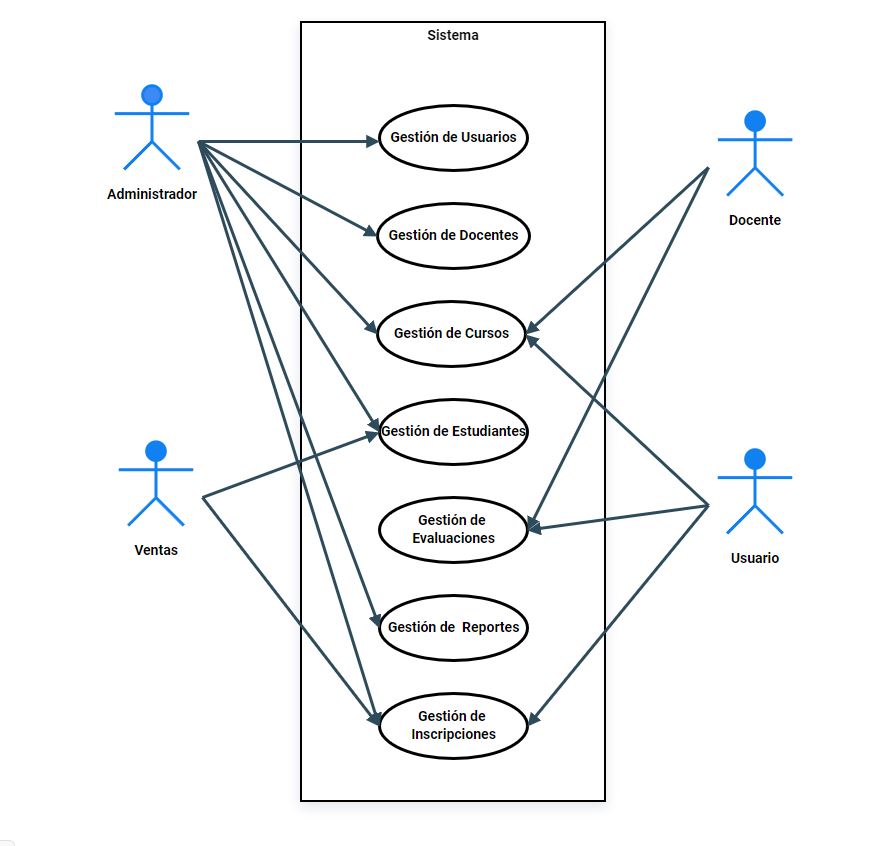 Sistema
Administrador
Gestión de Usuarios
Docente
Gestión de Docentes
Gestión de Cursos
Gestión de Estudiantes
Ventas
Gestión de
Evaluaciones
Usuario
Gestión de  Reportes
Gestión de
Inscripciones